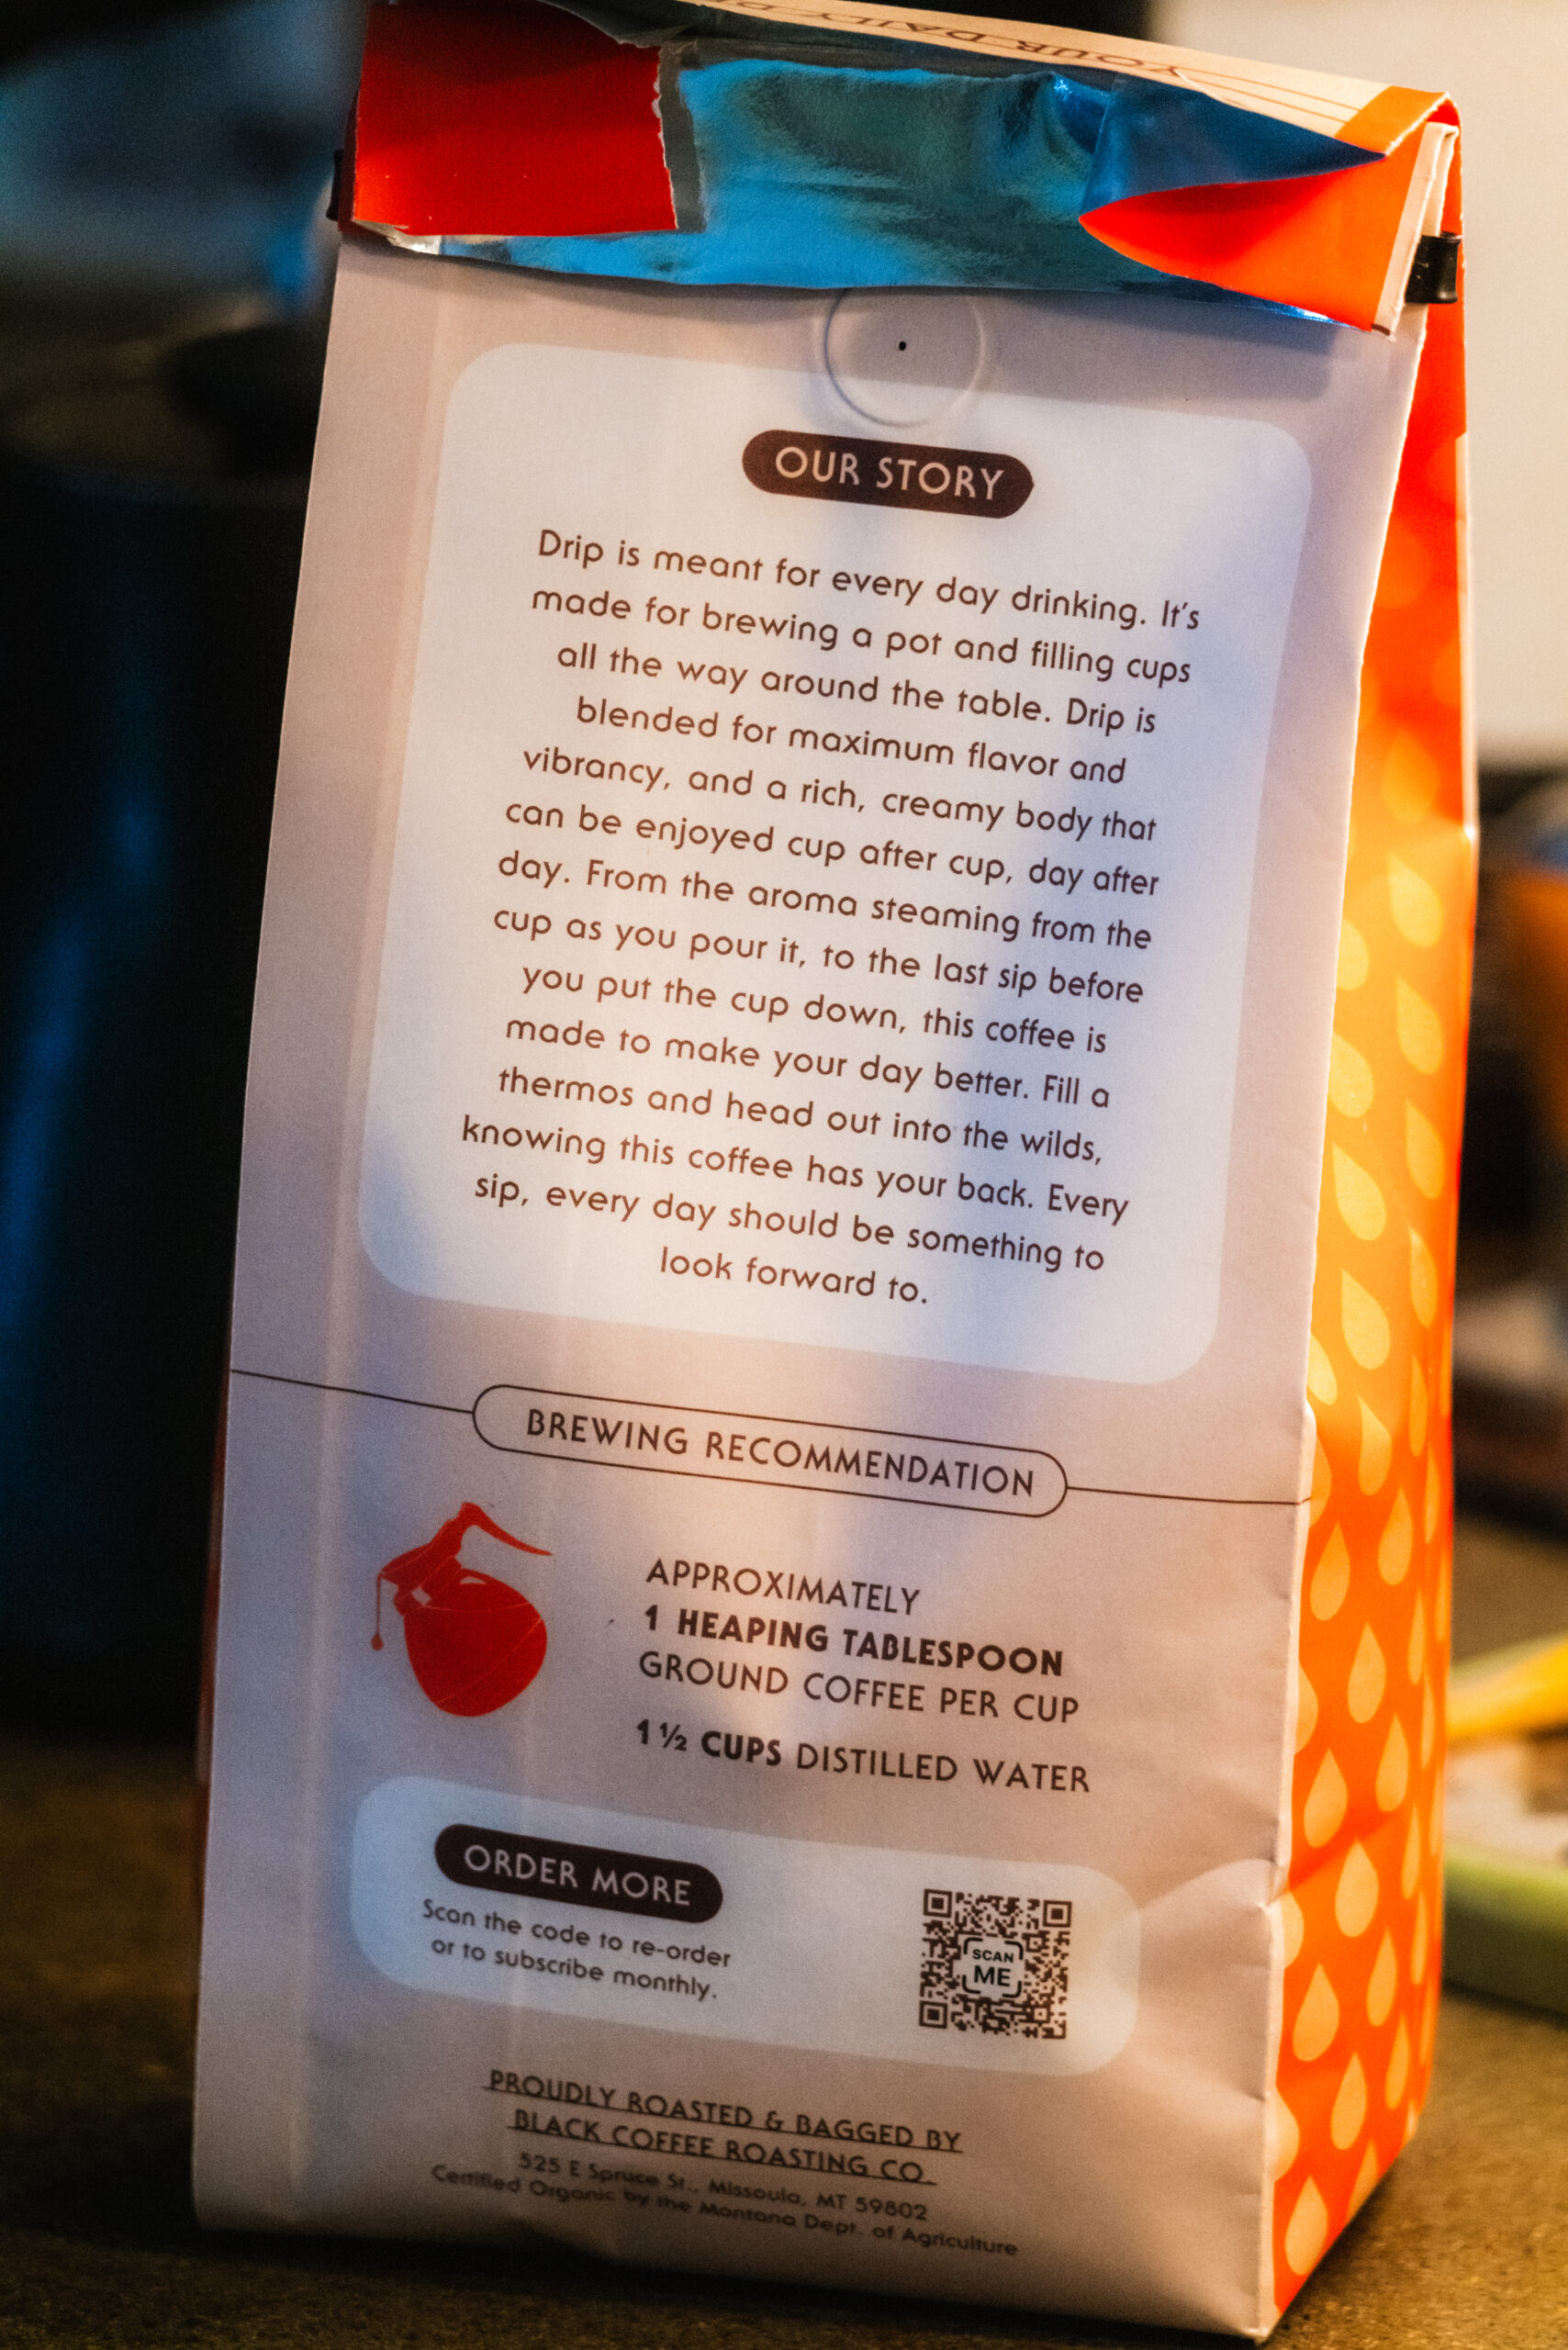 YOUR DAILY
OUR STORY
Drip is meant for every day drinking. It's
made for brewing a pot and filling cups
all the way around the table. Drip is
blended for maximum flavor and
vibrancy, and a rich, creamy body that
can be enjoyed cup after cup, day after
day. From the aroma steaming from the
cup as you pour it, to the last sip before
you put the cup down, this coffee is
made to make your day better. Fill a
thermos and head out into the wilds,
knowing this coffee has your back. Every
sip, every day should be something to
look forward to.
BREWING RECOMMENDATION
APPROXIMATELY
1 HEAPING TABLESPOON
GROUND COFFEE PER CUP
1 ½ CUPS DISTILLED WATER
ORDER MORE
Scan the code to re-order
or to subscribe monthly.
SCAN
ME
PROUDLY ROASTED & BAGGED BY
BLACK COFFEE ROASTING CO.
525 E Spruce St., Missoula, MT 59802
Certified Organic by the Montana Dept. of Agriculture